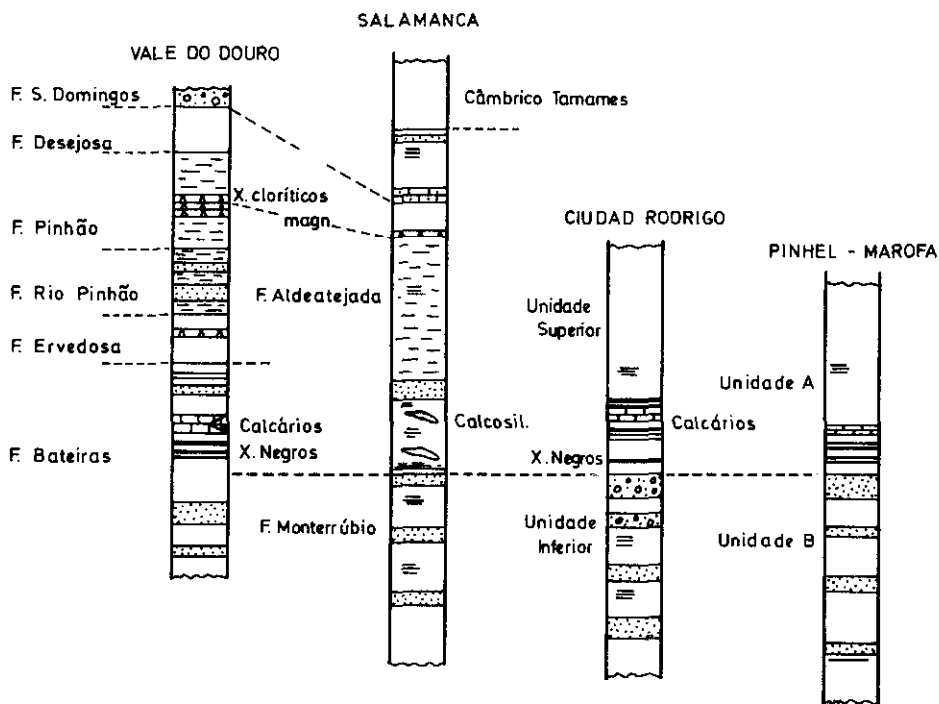 SALAMANCA
VALE DO DOURO
F. S. Domingos
F. Desejosa
X. cloríticos
magn.
F. Pinhão
F. Rio Pinhão
F. Ervedosa
Calcários
X. Negros
F. Bateiras
Câmbrico Tamames
F. Aldeatejada
Calcosil.
F. Monterrúbio
CIUDAD RODRIGO
Unidade
Superior
Calcários
X. Negros
Unidade
Inferior
PINHEL - MAROFA
Unidade A
Unidade B